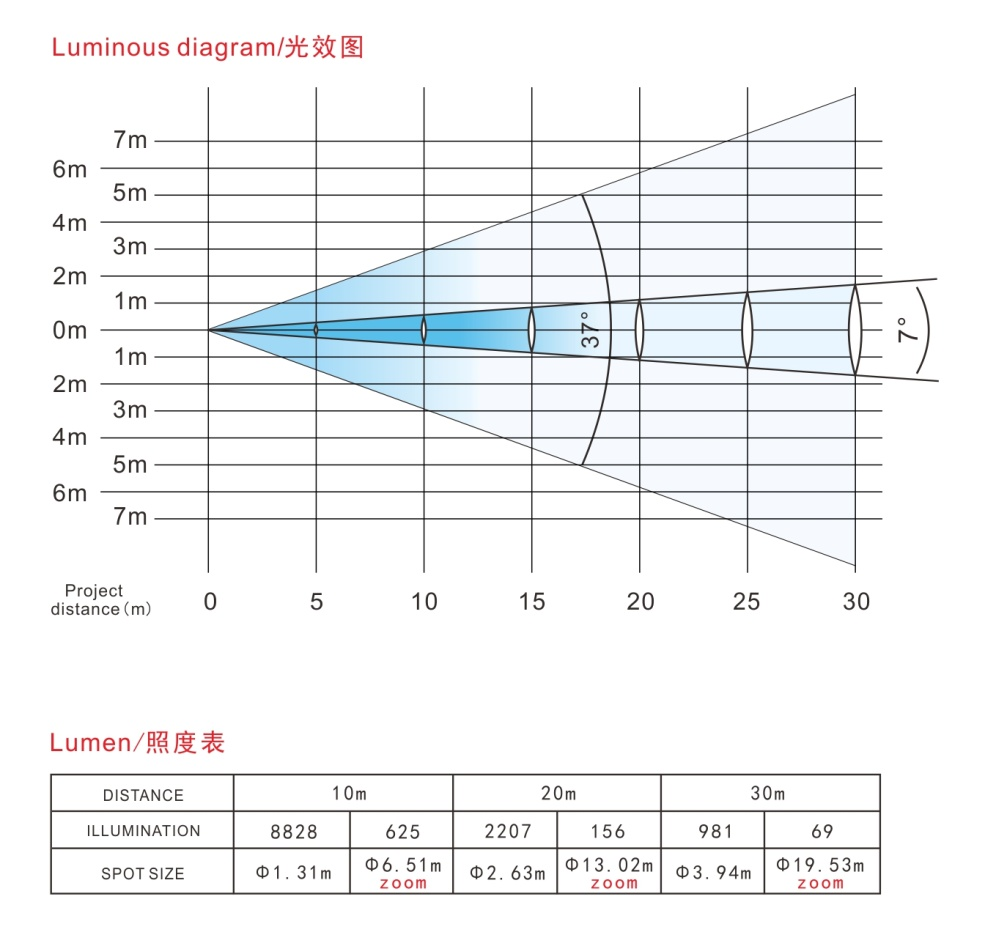 Luminous diagram/光效图
7m
6m
5m
4m
3m
2m
1m
0m
1m
2m
3m
4m
5m
6m
7m
37°
7°
Project
distance(m)
0 5 10 15 20 25 30
Lumen/照度表
DISTANCE 10m 20m 30m
ILLUMINATION 8828 625 2207 156 981 69
SPOT SIZE Φ1.31m Φ6.51m Φ2.63m Φ13.02m Φ3.94m Φ19.53m
zoom zoom zoom